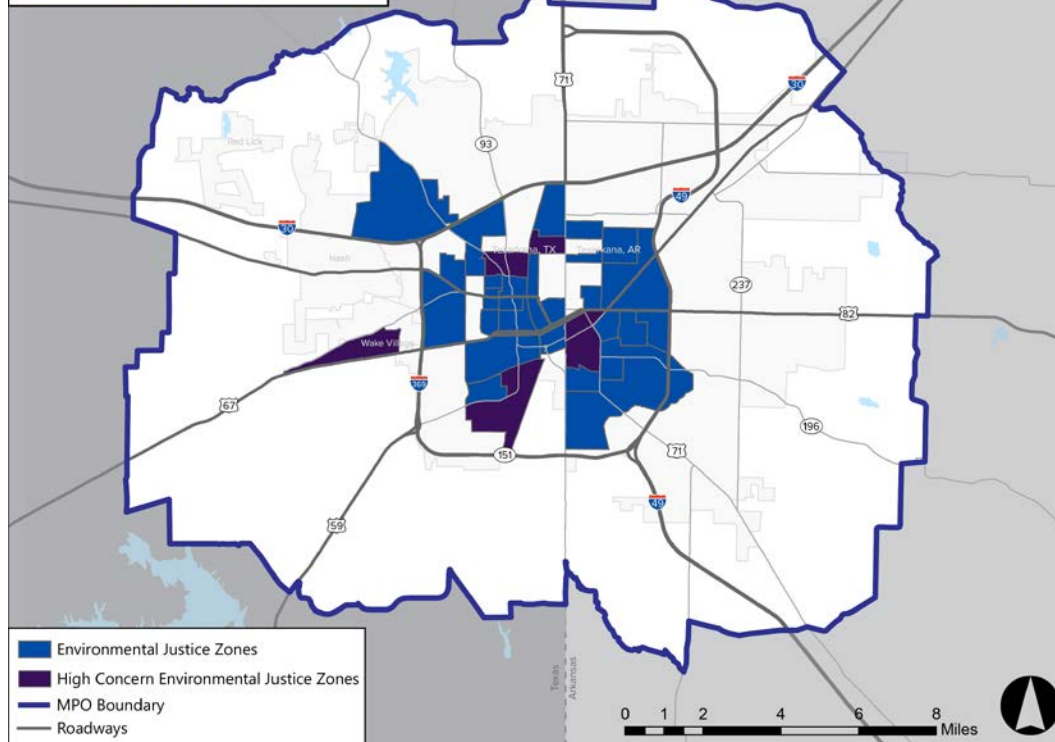 71
30
Red Lick
93
49
30
Texarkana, TX
Texarkana, AR
Nash
237
82
Wake Village
369
67
196
151
71
49
59
Environmental Justice Zones
High Concern Environmental Justice Zones
MPO Boundary
Roadways
Texas
Arkansas
0 1 2 4 6 8
Miles